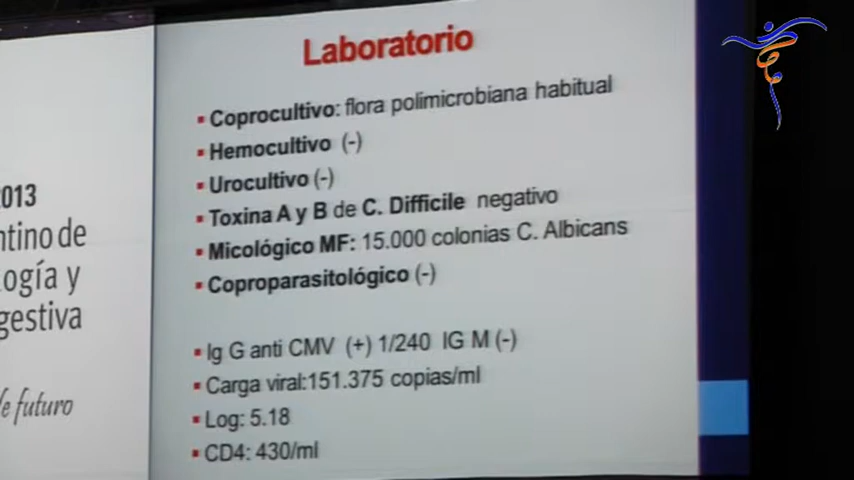 Laboratorio
Coprocultivo: flora polimicrobiana habitual
Hemocultivo (-)
Urocultivo (-)
Toxina A y B de C. Difficile negativo
Micológico MF: 15.000 colonias C. Albicans
Coproparasitológico (-)
Ig G anti CMV (+) 1/240 IG M (-)
Carga viral:151.375 copias/ml
Log: 5.18
CD4: 430/ml
2013
ntino de
ogía y
gestiva
de futuro